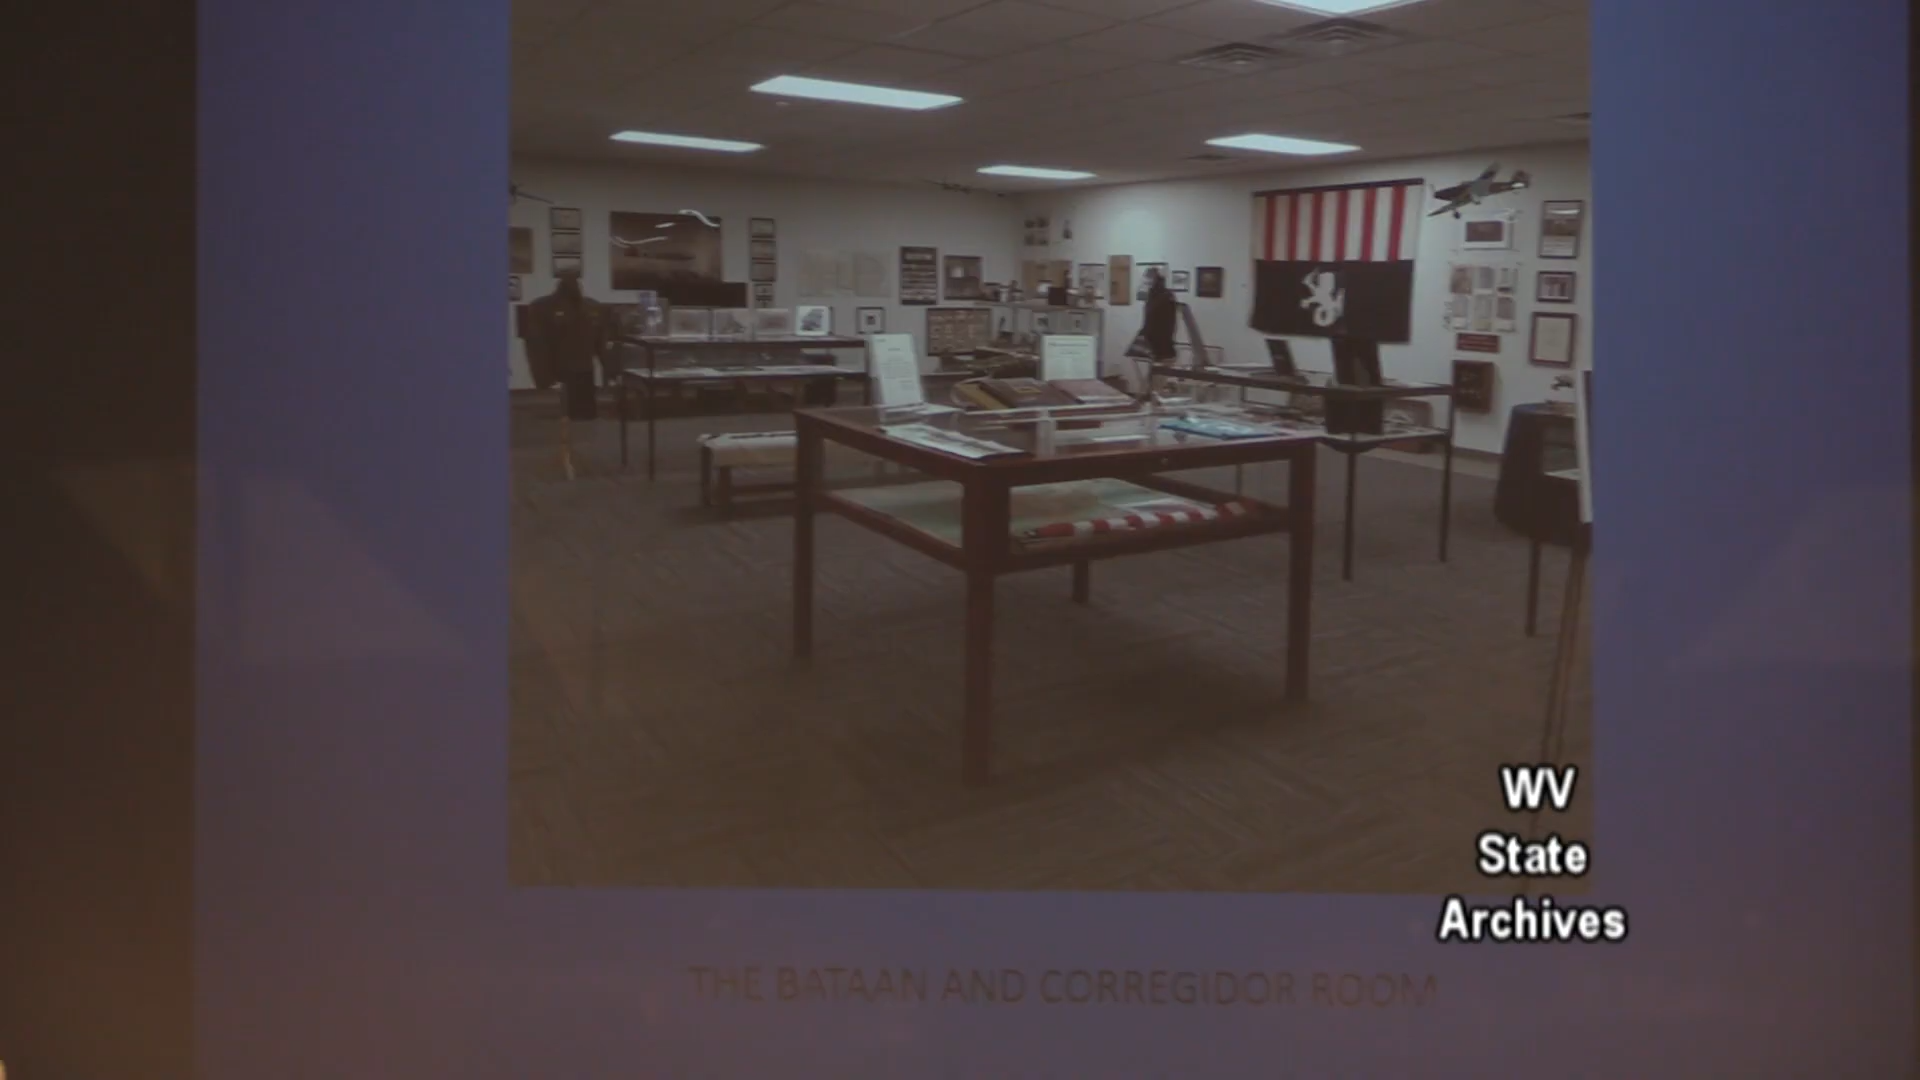 WV
State
Archives
THE BATAAN AND CORREGIDOR ROOM